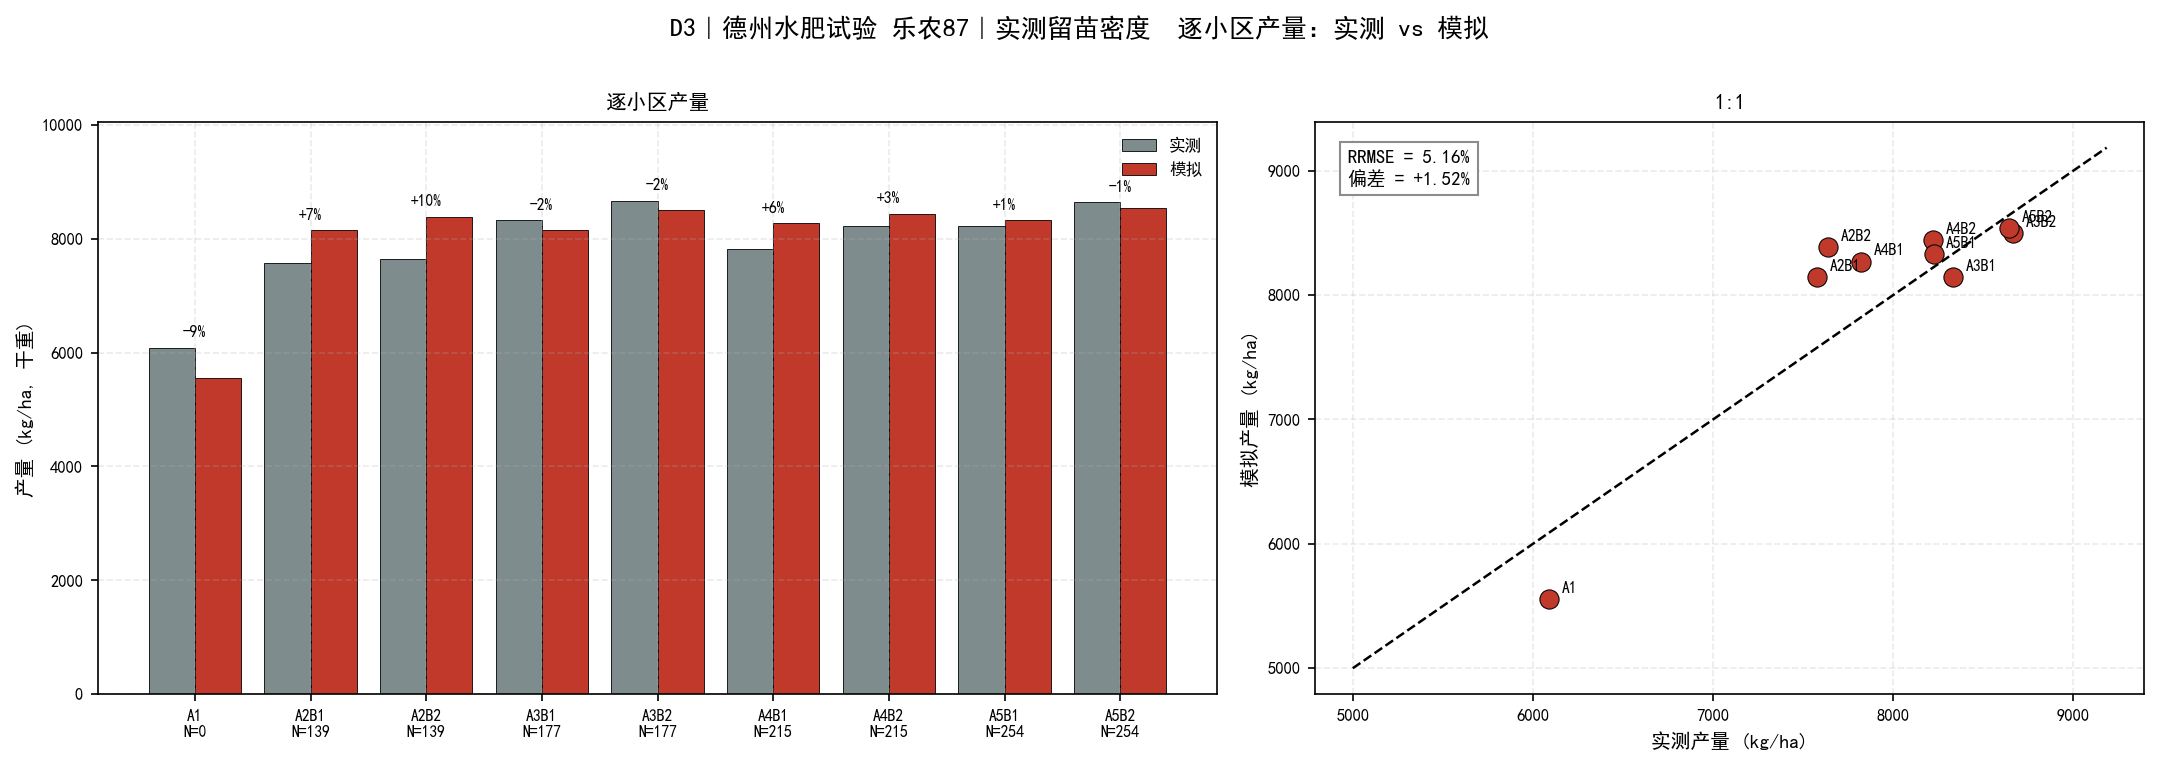 D3｜德州水肥试验 乐农87｜实测留苗密度  逐小区产量：实测 vs 模拟
逐小区产量
产量 (kg/ha, 干重)
10000
8000
6000
4000
2000
0
实测
模拟
-9%
+7%
+10%
-2%
-2%
+6%
+3%
+1%
-1%
A1
N=0
A2B1
N=139
A2B2
N=139
A3B1
N=177
A3B2
N=177
A4B1
N=215
A4B2
N=215
A5B1
N=254
A5B2
N=254
1:1
RRMSE = 5.16%
偏差 = +1.52%
模拟产量 (kg/ha)
9000
8000
7000
6000
5000
A5B2
A3B2
A4B2
A2B2
A5B1
A4B1
A2B1
A3B1
A1
5000
6000
7000
8000
9000
实测产量 (kg/ha)